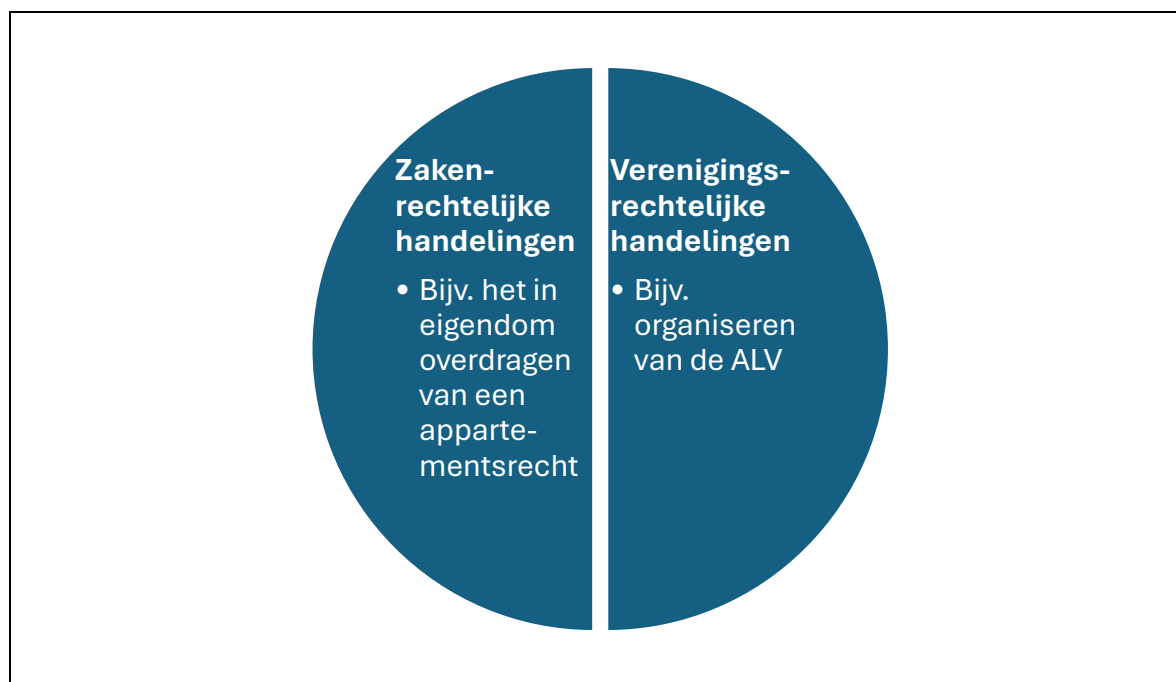 Zaken-
rechtelijke
handelingen
• Bijv. het in
eigendom
overdragen
van een
apparte-
mentsrecht
Verenigings-
rechtelijke
handelingen
• Bijv.
organiseren
van de ALV